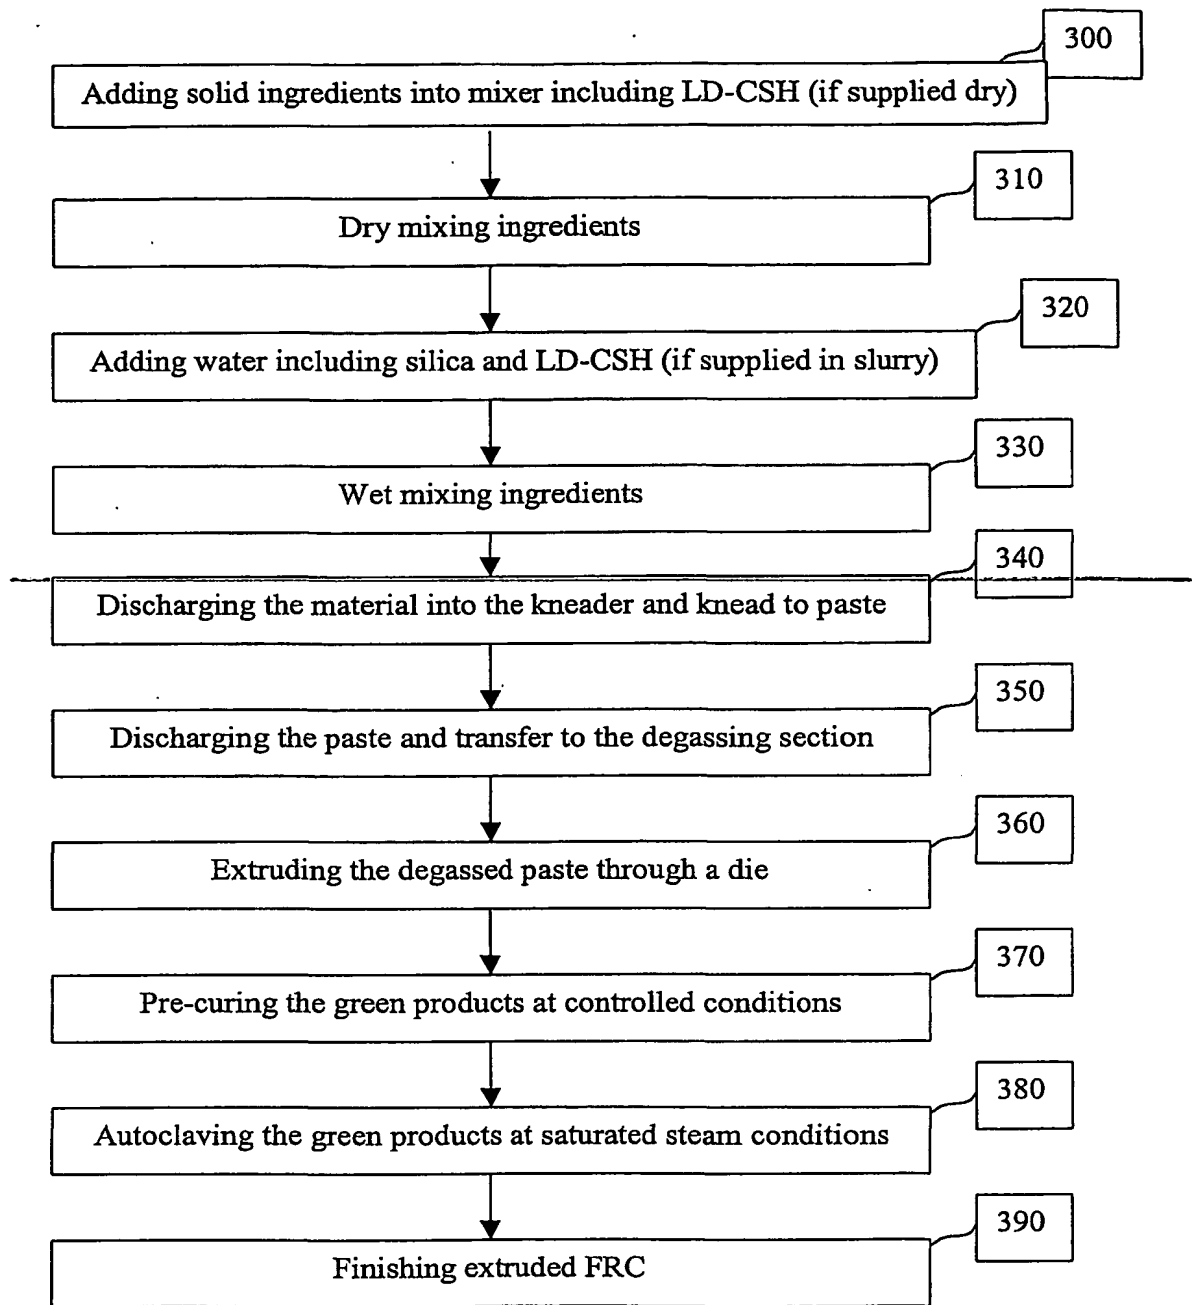 300
Adding solid ingredients into mixer including LD-CSH (if supplied dry)
310
Dry mixing ingredients
320
Adding water including silica and LD-CSH (if supplied in slurry)
330
Wet mixing ingredients
340
Discharging the material into the kneader and knead to paste
350
Discharging the paste and transfer to the degassing section
360
Extruding the degassed paste through a die
370
Pre-curing the green products at controlled conditions
380
Autoclaving the green products at saturated steam conditions
390
Finishing extruded FRC